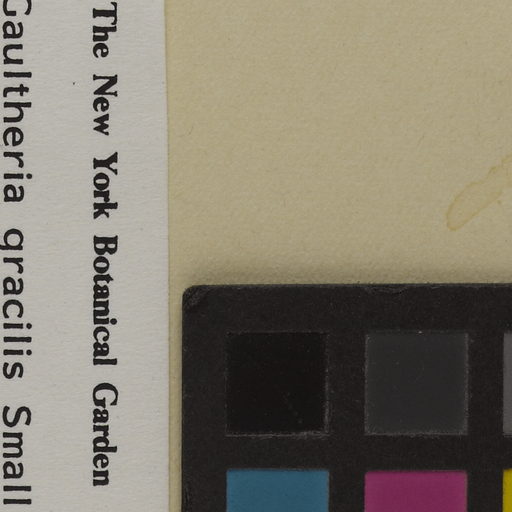 The New York Botanical Garden
Gaultheria gracilis Small